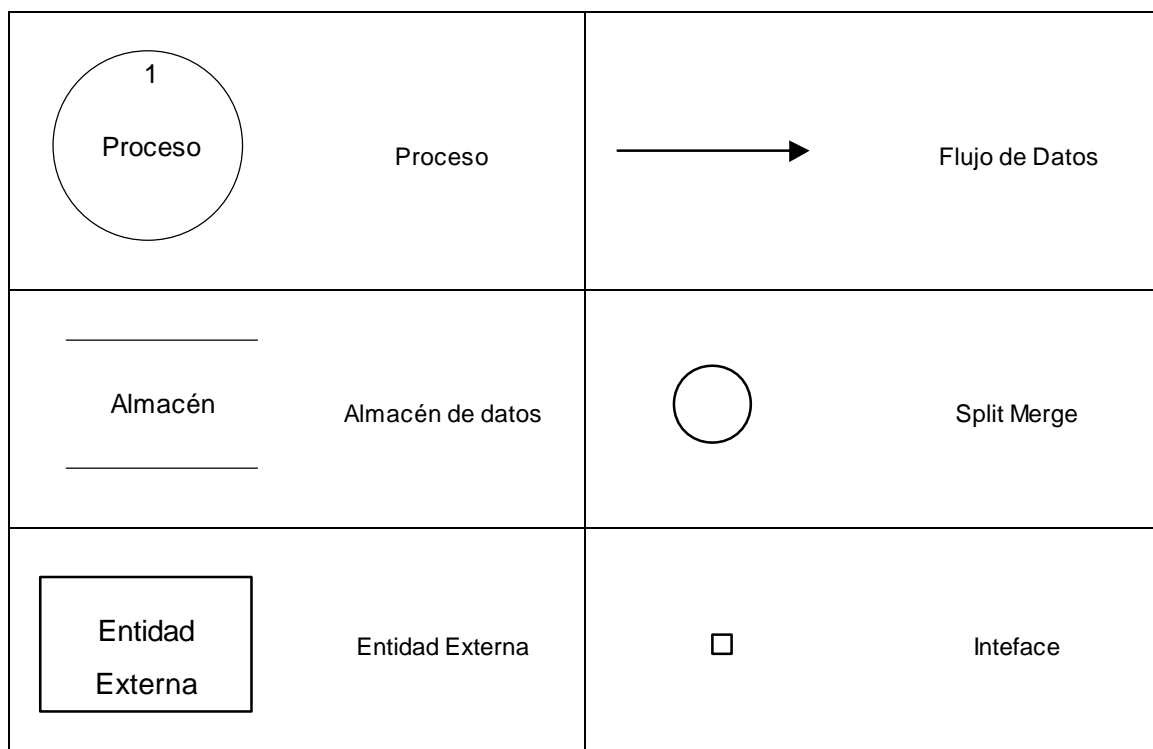 1
Proceso
Proceso
Flujo de Datos
Almacén
Almacén de datos
Split Merge
Entidad
Externa
Entidad Externa
Inteface